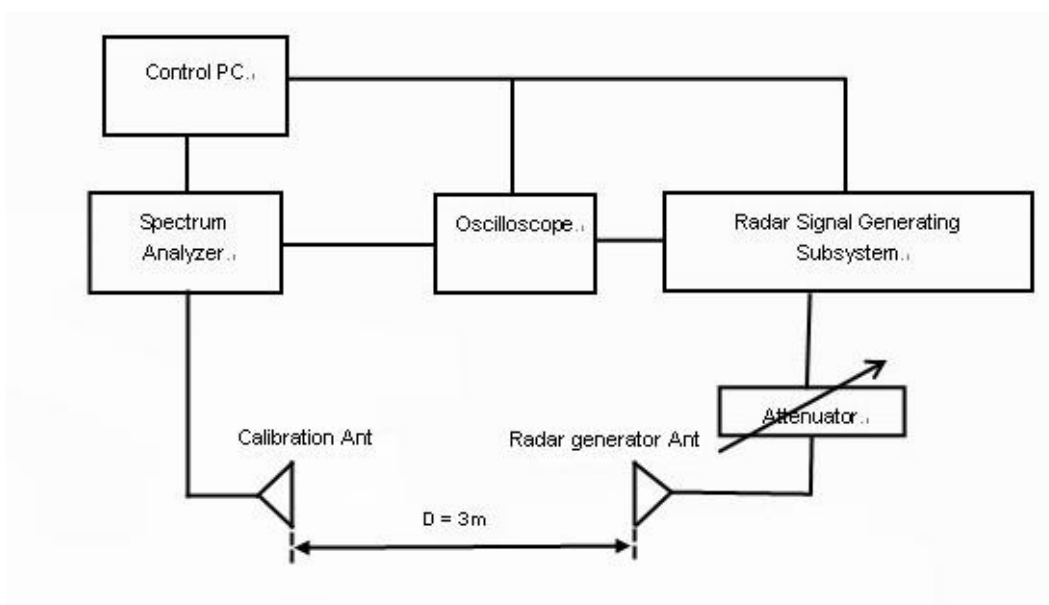 Control PC
Spectrum
Analyzer
Oscilloscope
Radar Signal Generating
Subsystem
Attenuator
Calibration Ant
Radar generator Ant
D = 3m